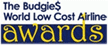 The Budgie$
World Low Cost Airline
awards